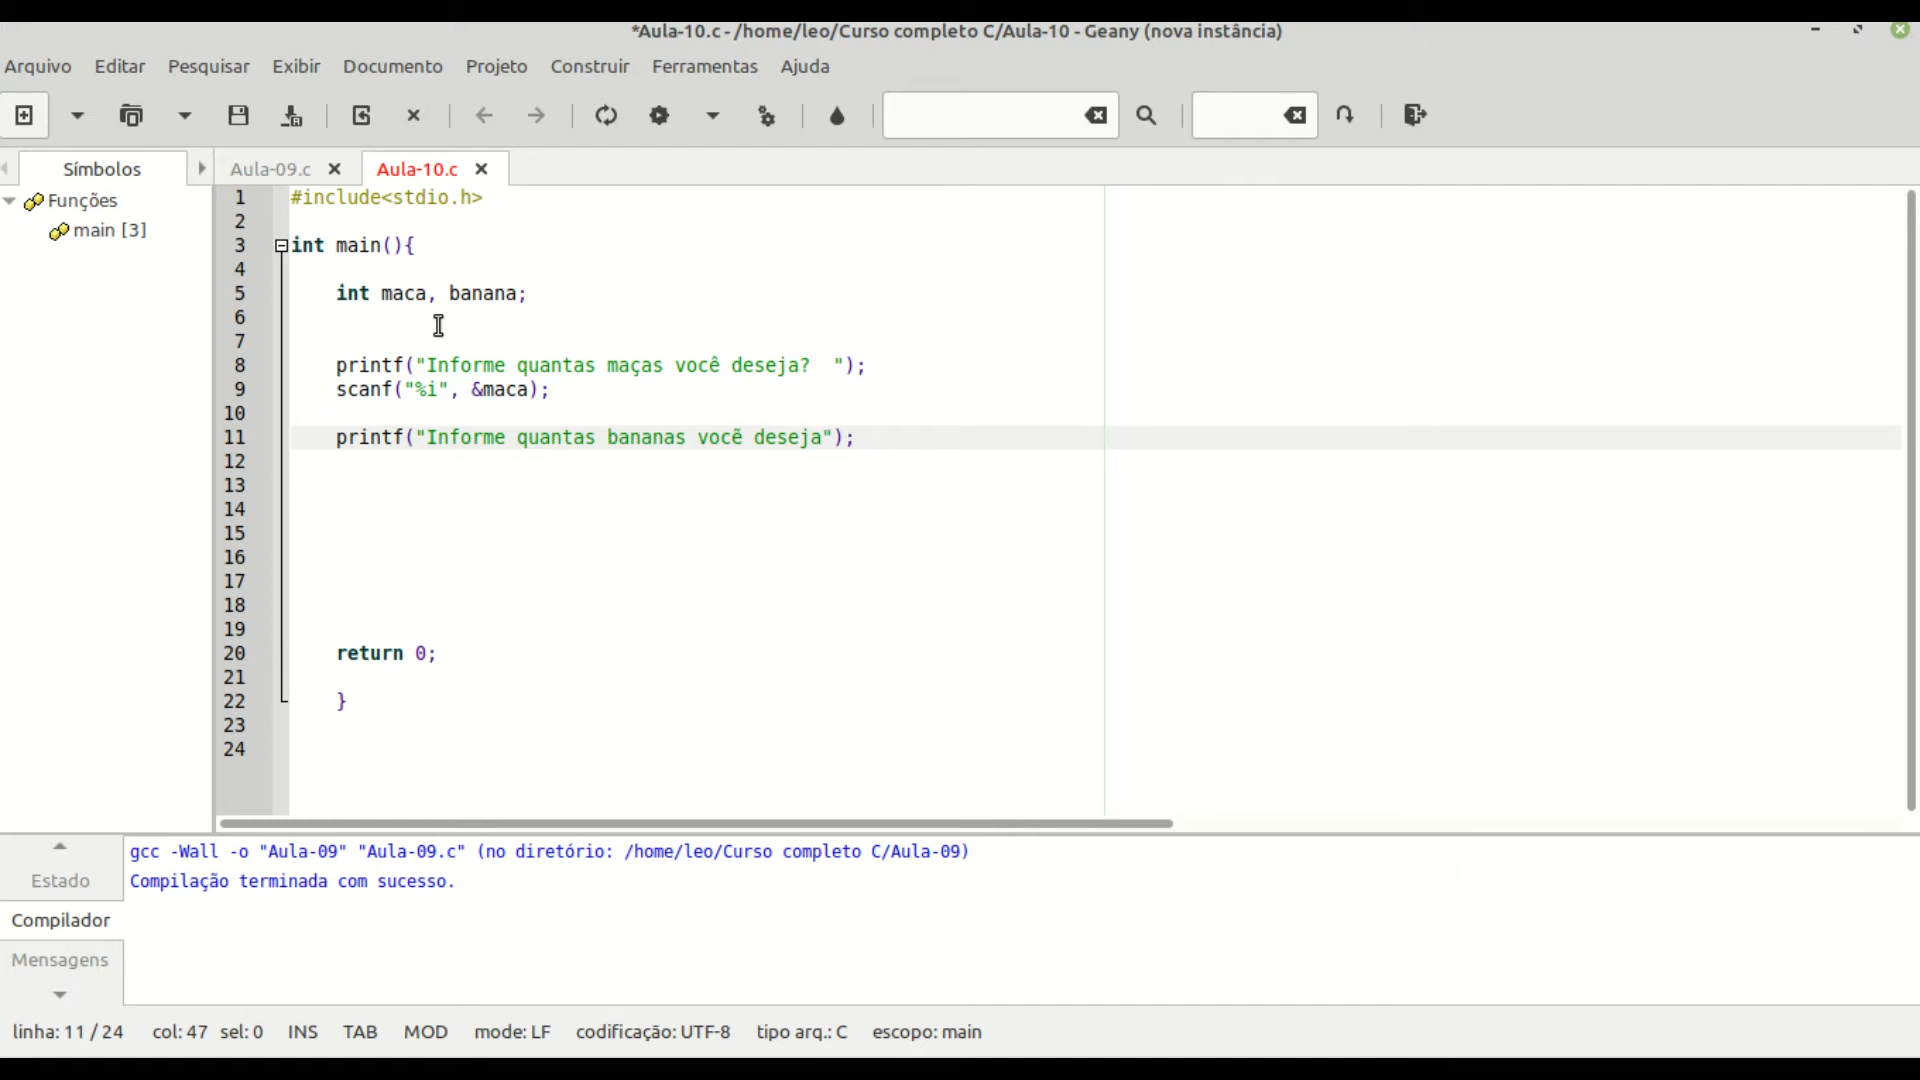 *Aula-10.c - /home/leo/Curso completo C/Aula-10 - Geany (nova instância)
Arquivo Editar Pesquisar Exibir Documento Projeto Construir Ferramentas Ajuda
Símbolos
Aula-09.c
Aula-10.c
Funções
main [3]
1 #include<stdio.h>
2
3 int main(){
4
5 int maca, banana;
6
7
8 printf("Informe quantas maças você deseja?  ");
9 scanf("%i", &maca);
10
11 printf("Informe quantas bananas vocẽ deseja");
12
13
14
15
16
17
18
19
20 return 0;
21
22 }
23
24
Estado
Compilador
Mensagens
gcc -Wall -o "Aula-09" "Aula-09.c" (no diretório: /home/leo/Curso completo C/Aula-09)
Compilação terminada com sucesso.
linha: 11 / 24 col: 47 sel: 0 INS TAB MOD mode: LF codificação: UTF-8 tipo arq.: C escopo: main